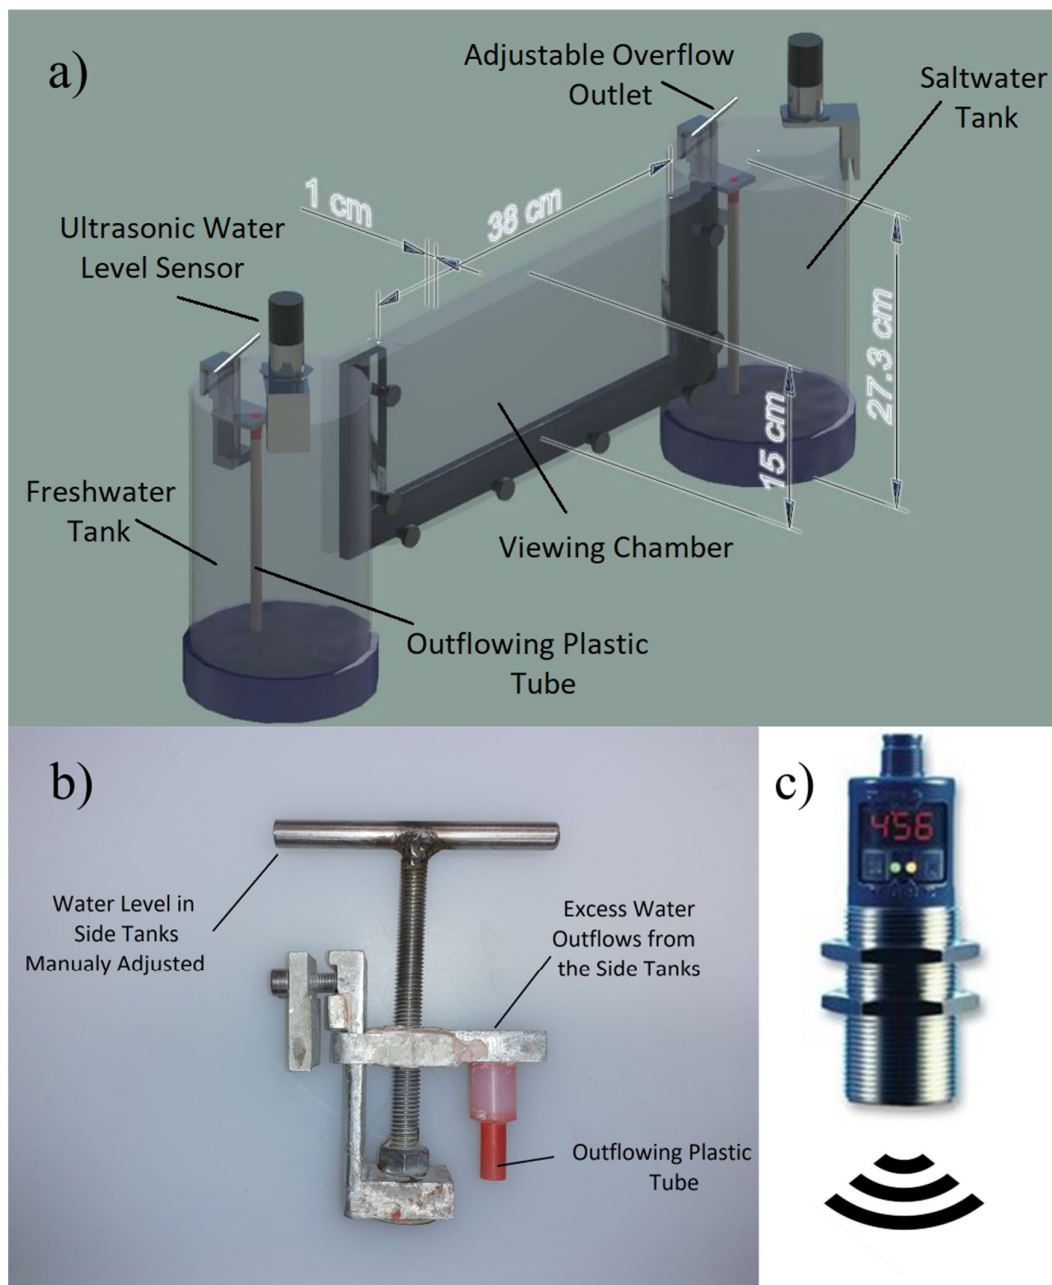 a)
Adjustable Overflow
Outlet
Saltwater
Tank
1 cm
38 cm
Ultrasonic Water
Level Sensor
27.3 cm
15 cm
Freshwater
Tank
Viewing Chamber
Outflowing Plastic
Tube
b)
Water Level in
Side Tanks
Manualy Adjusted
Excess Water
Outflows from
the Side Tanks
Outflowing Plastic
Tube
c)
456